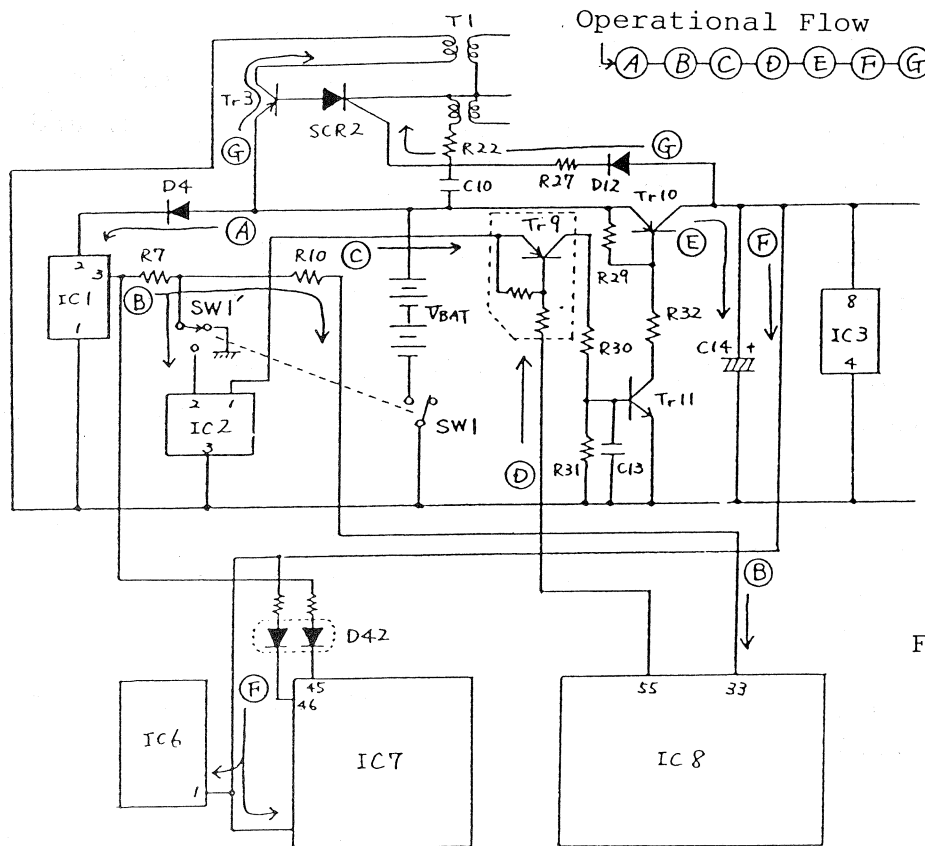 Operational Flow
A B C D E F G
T1
Tr3
SCR2
G
R22
G
R27
D12
C10
Tr10
D4
A
Tr9
C
E
F
R29
R7
R10
2
3
IC1
1
B
SW1'
VBAT
R32
8
IC3
4
C14 +
R30
Tr11
2 1
IC2
3
SW1
D
R31
C13
B
D42
F
45
46
55
33
F
IC6
1
IC7
IC8